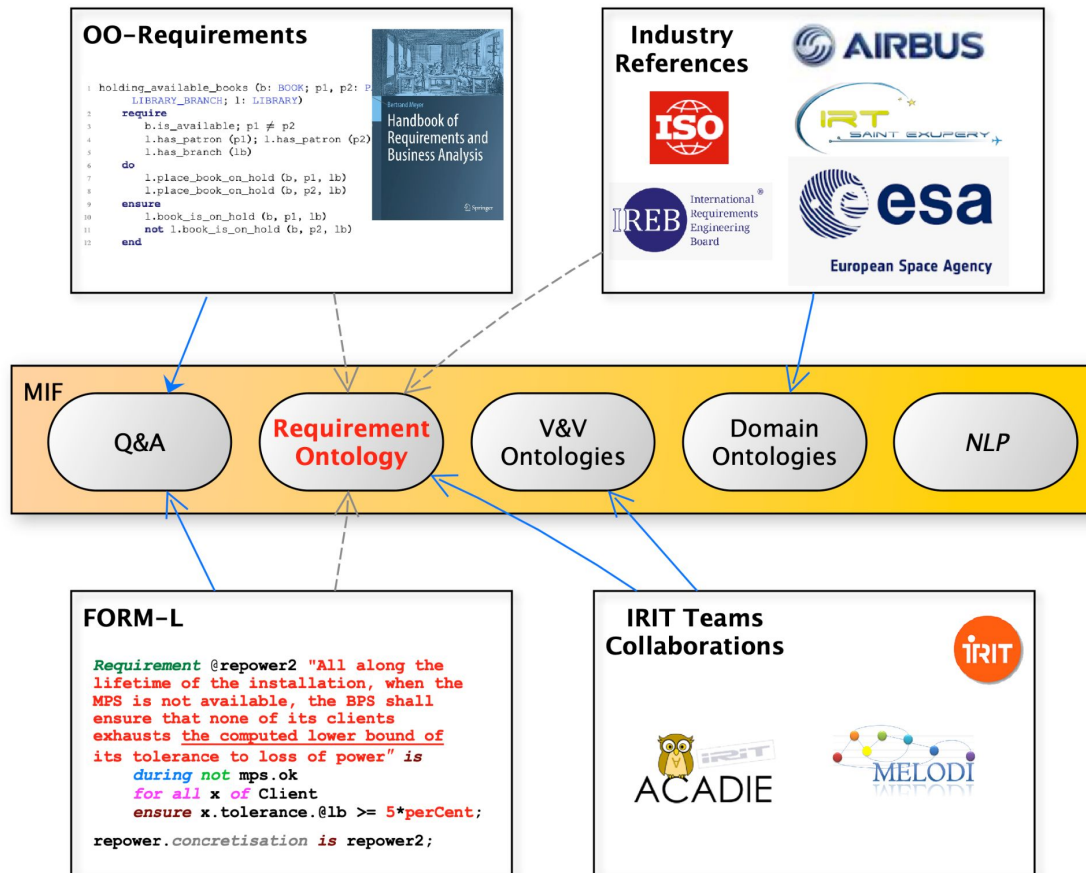 OO-Requirements
1 holding_available_books (b: BOOK; p1, p2: P
LIBRARY_BRANCH; l: LIBRARY)
2 require
3 b.is_available; p1 ≠ p2
4 l.has_patron (p1); l.has_patron (p2)
5 l.has_branch (lb)
6 do
7 l.place_book_on_hold (b, p1, lb)
8 l.place_book_on_hold (b, p2, lb)
9 ensure
10 l.book_is_on_hold (b, p1, lb)
11 not l.book_is_on_hold (b, p2, lb)
12 end
Bertrand Meyer
Handbook of
Requirements and
Business Analysis
Springer
Industry
References
AIRBUS
ISO
IRT
SAINT EXUPERY
IREB
International
Requirements
Engineering
Board
®
esa
European Space Agency
MIF
Q&A
Requirement
Ontology
V&V
Ontologies
Domain
Ontologies
NLP
FORM-L
Requirement @repower2 "All along the
lifetime of the installation, when the
MPS is not available, the BPS shall
ensure that none of its clients
exhausts the computed lower bound of
its tolerance to loss of power" is
during not mps.ok
for all x of Client
ensure x.tolerance.@lb >= 5*perCent;
repower.concretisation is repower2;
IRIT Teams
Collaborations
IRIT
IRIT
ACADIE
MELODI